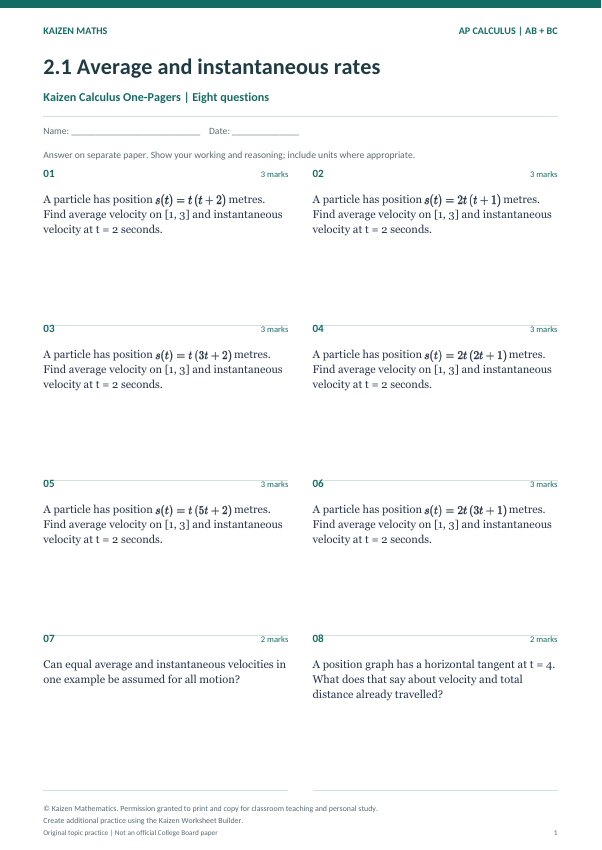 KAIZEN MATHS
AP CALCULUS | AB + BC
2.1 Average and instantaneous rates
Kaizen Calculus One-Pagers | Eight questions
Name: ___________________________ Date: ______________
Answer on separate paper. Show your working and reasoning; include units where appropriate.
01 3 marks
A particle has position s(t) = t (t + 2) metres.
Find average velocity on [1, 3] and instantaneous
velocity at t = 2 seconds.
02 3 marks
A particle has position s(t) = 2t (t + 1) metres.
Find average velocity on [1, 3] and instantaneous
velocity at t = 2 seconds.
03 3 marks
A particle has position s(t) = t (3t + 2) metres.
Find average velocity on [1, 3] and instantaneous
velocity at t = 2 seconds.
04 3 marks
A particle has position s(t) = 2t (2t + 1) metres.
Find average velocity on [1, 3] and instantaneous
velocity at t = 2 seconds.
05 3 marks
A particle has position s(t) = t (5t + 2) metres.
Find average velocity on [1, 3] and instantaneous
velocity at t = 2 seconds.
06 3 marks
A particle has position s(t) = 2t (3t + 1) metres.
Find average velocity on [1, 3] and instantaneous
velocity at t = 2 seconds.
07 2 marks
Can equal average and instantaneous velocities in
one example be assumed for all motion?
08 2 marks
A position graph has a horizontal tangent at t = 4.
What does that say about velocity and total
distance already travelled?
© Kaizen Mathematics. Permission granted to print and copy for classroom teaching and personal study.
Create additional practice using the Kaizen Worksheet Builder.
Original topic practice | Not an official College Board paper
1